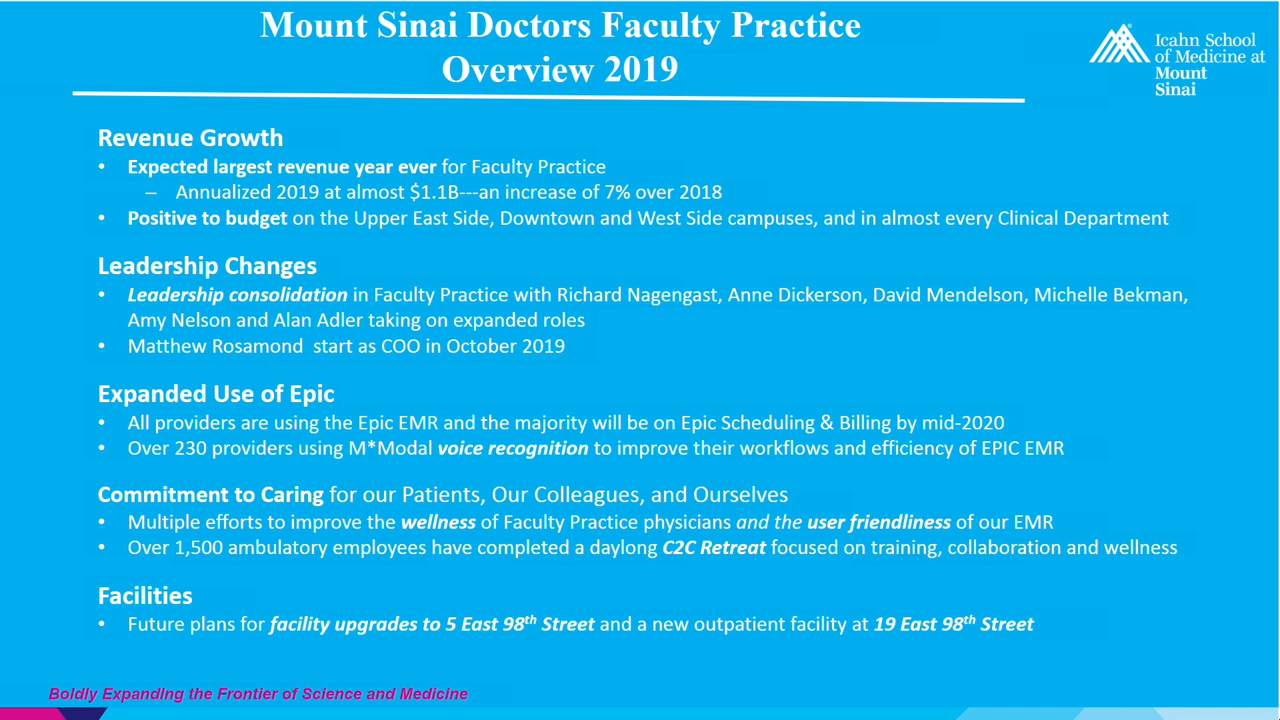 Mount Sinai Doctors Faculty Practice
Overview 2019
Icahn School
of Medicine at
Mount
Sinai
Revenue Growth
• Expected largest revenue year ever for Faculty Practice
– Annualized 2019 at almost $1.1B---an increase of 7% over 2018
• Positive to budget on the Upper East Side, Downtown and West Side campuses, and in almost every Clinical Department
Leadership Changes
• Leadership consolidation in Faculty Practice with Richard Nagengast, Anne Dickerson, David Mendelson, Michelle Bekman,
Amy Nelson and Alan Adler taking on expanded roles
• Matthew Rosamond start as COO in October 2019
Expanded Use of Epic
• All providers are using the Epic EMR and the majority will be on Epic Scheduling & Billing by mid-2020
• Over 230 providers using M*Modal voice recognition to improve their workflows and efficiency of EPIC EMR
Commitment to Caring for our Patients, Our Colleagues, and Ourselves
• Multiple efforts to improve the wellness of Faculty Practice physicians and the user friendliness of our EMR
• Over 1,500 ambulatory employees have completed a daylong C2C Retreat focused on training, collaboration and wellness
Facilities
• Future plans for facility upgrades to 5 East 98th Street and a new outpatient facility at 19 East 98th Street
Boldly Expanding the Frontier of Science and Medicine